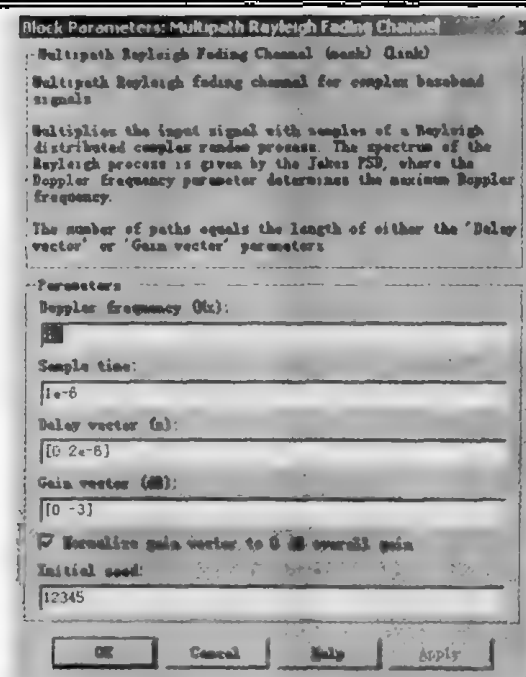 Block Parameters: Multipath Rayleigh Fading Channel
Multipath Rayleigh Fading Channel (mask) (link)
Multipath Rayleigh fading channel for complex baseband
signals
Multiplies the input signal with samples of a Rayleigh
distributed complex random process. The spectrum of the
Rayleigh process is given by the Jakes PSD, where the
Doppler frequency parameter determines the maximum Doppler
frequency.
The number of paths equals the length of either the 'Delay
vector' or 'Gain vector' parameters
Parameters
Doppler frequency (Hz):
Sample time:
1e-6
Delay vector (s):
[0 2e-6]
Gain vector (dB):
[0 -3]
Normalize gain vector to 0 dB overall gain
Initial seed:
12345
OK
Cancel
Help
Apply